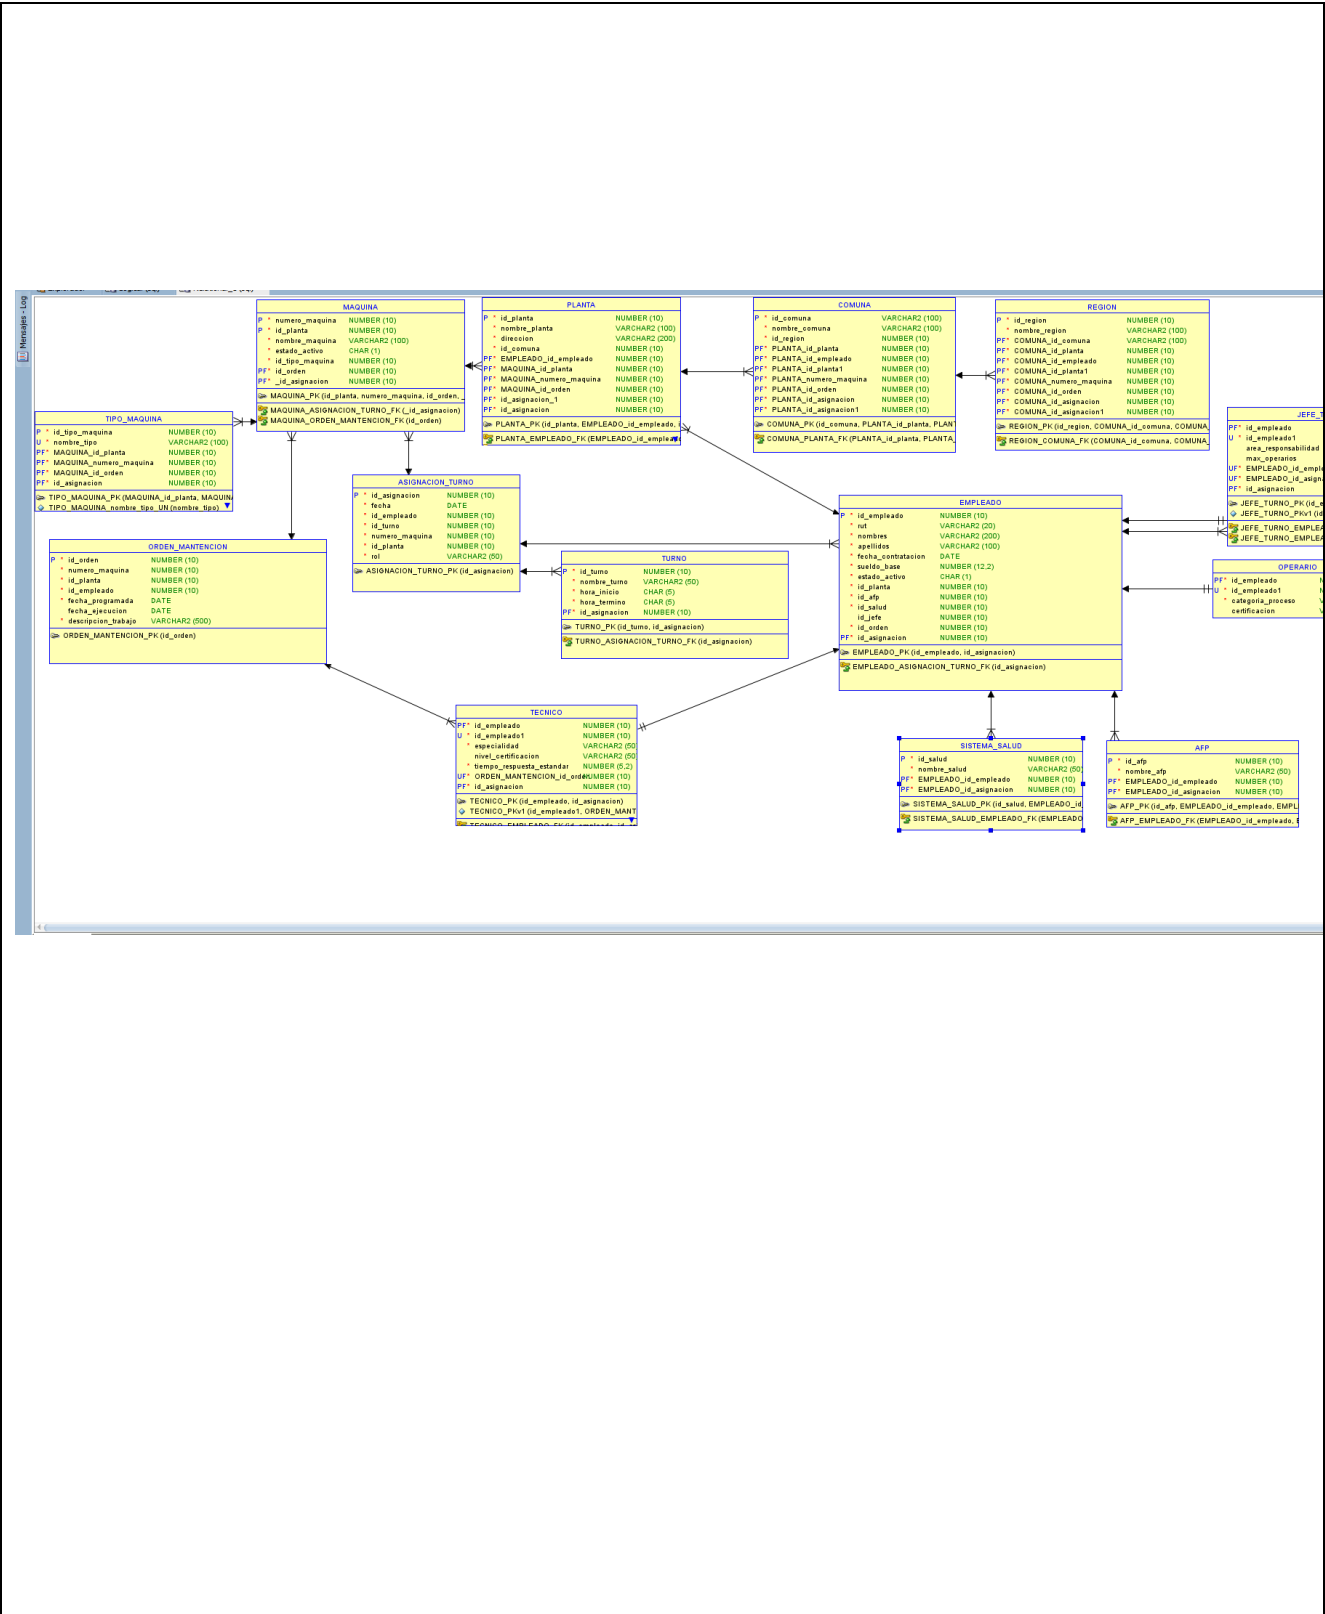 Mensajes - Log
MAQUINA
P * numero_maquina NUMBER (10)
P * id_planta NUMBER (10)
* nombre_maquina VARCHAR2 (100)
* estado_activo CHAR (1)
* id_tipo_maquina NUMBER (10)
PF* id_orden NUMBER (10)
PF* _id_asignacion NUMBER (10)
MAQUINA_PK (id_planta, numero_maquina, id_orden, _
MAQUINA_ASIGNACION_TURNO_FK (_id_asignacion)
MAQUINA_ORDEN_MANTENCION_FK (id_orden)
PLANTA
P * id_planta NUMBER (10)
* nombre_planta VARCHAR2 (100)
* direccion VARCHAR2 (200)
* id_comuna NUMBER (10)
PF* EMPLEADO_id_empleado NUMBER (10)
PF* MAQUINA_id_planta NUMBER (10)
PF* MAQUINA_numero_maquina NUMBER (10)
PF* MAQUINA_id_orden NUMBER (10)
PF* id_asignacion_1 NUMBER (10)
PF* id_asignacion NUMBER (10)
PLANTA_PK (id_planta, EMPLEADO_id_empleado,
PLANTA_EMPLEADO_FK (EMPLEADO_id_emplea
COMUNA
P * id_comuna VARCHAR2 (100)
* nombre_comuna VARCHAR2 (100)
* id_region NUMBER (10)
PF* PLANTA_id_planta NUMBER (10)
PF* PLANTA_id_empleado NUMBER (10)
PF* PLANTA_id_planta1 NUMBER (10)
PF* PLANTA_numero_maquina NUMBER (10)
PF* PLANTA_id_orden NUMBER (10)
PF* PLANTA_id_asignacion NUMBER (10)
PF* PLANTA_id_asignacion1 NUMBER (10)
COMUNA_PK (id_comuna, PLANTA_id_planta, PLAN
COMUNA_PLANTA_FK (PLANTA_id_planta, PLANTA_
REGION
P * id_region NUMBER (10)
* nombre_region VARCHAR2 (100)
PF* COMUNA_id_comuna VARCHAR2 (100)
PF* COMUNA_id_planta NUMBER (10)
PF* COMUNA_id_empleado NUMBER (10)
PF* COMUNA_id_planta1 NUMBER (10)
PF* COMUNA_numero_maquina NUMBER (10)
PF* COMUNA_id_orden NUMBER (10)
PF* COMUNA_id_asignacion NUMBER (10)
PF* COMUNA_id_asignacion1 NUMBER (10)
REGION_PK (id_region, COMUNA_id_comuna, COMUNA_
REGION_COMUNA_FK (COMUNA_id_comuna, COMUNA_
TIPO_MAQUINA
P * id_tipo_maquina NUMBER (10)
U * nombre_tipo VARCHAR2 (100)
PF* MAQUINA_id_planta NUMBER (10)
PF* MAQUINA_numero_maquina NUMBER (10)
PF* MAQUINA_id_orden NUMBER (10)
PF* id_asignacion NUMBER (10)
TIPO_MAQUINA_PK (MAQUINA_id_planta, MAQUIN
TIPO_MAQUINA_nombre_tipo_UN (nombre_tipo)
JEFE_T
PF* id_empleado
U * id_empleado1
area_responsabilidad
max_operarios
UF* EMPLEADO_id_emple
UF* EMPLEADO_id_asign
PF* id_asignacion
JEFE_TURNO_PK (id_e
JEFE_TURNO_PKv1 (id
JEFE_TURNO_EMPLEA
JEFE_TURNO_EMPLE
ASIGNACION_TURNO
P * id_asignacion NUMBER (10)
* fecha DATE
* id_empleado NUMBER (10)
* id_turno NUMBER (10)
* numero_maquina NUMBER (10)
* id_planta NUMBER (10)
* rol VARCHAR2 (50)
ASIGNACION_TURNO_PK (id_asignacion)
EMPLEADO
P * id_empleado NUMBER (10)
* rut VARCHAR2 (20)
* nombres VARCHAR2 (200)
* apellidos VARCHAR2 (100)
* fecha_contratacion DATE
* sueldo_base NUMBER (12,2)
* estado_activo CHAR (1)
* id_planta NUMBER (10)
* id_afp NUMBER (10)
* id_salud NUMBER (10)
id_jefe NUMBER (10)
* id_orden NUMBER (10)
PF* id_asignacion NUMBER (10)
EMPLEADO_PK (id_empleado, id_asignacion)
EMPLEADO_ASIGNACION_TURNO_FK (id_asignacion)
ORDEN_MANTENCION
P * id_orden NUMBER (10)
* numero_maquina NUMBER (10)
* id_planta NUMBER (10)
* id_empleado NUMBER (10)
* fecha_programada DATE
fecha_ejecucion DATE
* descripcion_trabajo VARCHAR2 (500)
ORDEN_MANTENCION_PK (id_orden)
TURNO
P * id_turno NUMBER (10)
* nombre_turno VARCHAR2 (50)
* hora_inicio CHAR (5)
* hora_termino CHAR (5)
PF* id_asignacion NUMBER (10)
TURNO_PK (id_turno, id_asignacion)
TURNO_ASIGNACION_TURNO_FK (id_asignacion)
OPERARIO
PF* id_empleado
U * id_empleado1
* categoria_proceso
certificacion
TECNICO
PF* id_empleado NUMBER (10)
U * id_empleado1 NUMBER (10)
* especialidad VARCHAR2 (50
nivel_certificacion VARCHAR2 (50
* tiempo_respuesta_estandar NUMBER (5,2)
UF* ORDEN_MANTENCION_id_orden NUMBER (10)
PF* id_asignacion NUMBER (10)
TECNICO_PK (id_empleado, id_asignacion)
TECNICO_PKv1 (id_empleado1, ORDEN_MANT
TECNICO_EMPLEADO_FK (id_empleado, id_as
SISTEMA_SALUD
P * id_salud NUMBER (10)
* nombre_salud VARCHAR2 (50)
PF* EMPLEADO_id_empleado NUMBER (10)
PF* EMPLEADO_id_asignacion NUMBER (10)
SISTEMA_SALUD_PK (id_salud, EMPLEADO_id
SISTEMA_SALUD_EMPLEADO_FK (EMPLEADO
AFP
P * id_afp NUMBER (10)
* nombre_afp VARCHAR2 (50)
PF* EMPLEADO_id_empleado NUMBER (10)
PF* EMPLEADO_id_asignacion NUMBER (10)
AFP_PK (id_afp, EMPLEADO_id_empleado, EMPL
AFP_EMPLEADO_FK (EMPLEADO_id_empleado, E